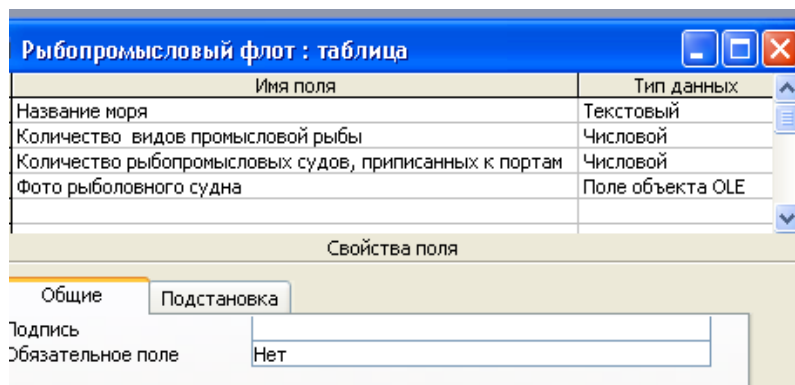 Рыбопромысловый флот : таблица
Имя поля Тип данных
Название моря Текстовый
Количество видов промысловой рыбы Числовой
Количество рыбопромысловых судов, приписанных к портам Числовой
Фото рыболовного судна Поле объекта OLE
Свойства поля
Общие Подстановка
Подпись
Обязательное поле Нет